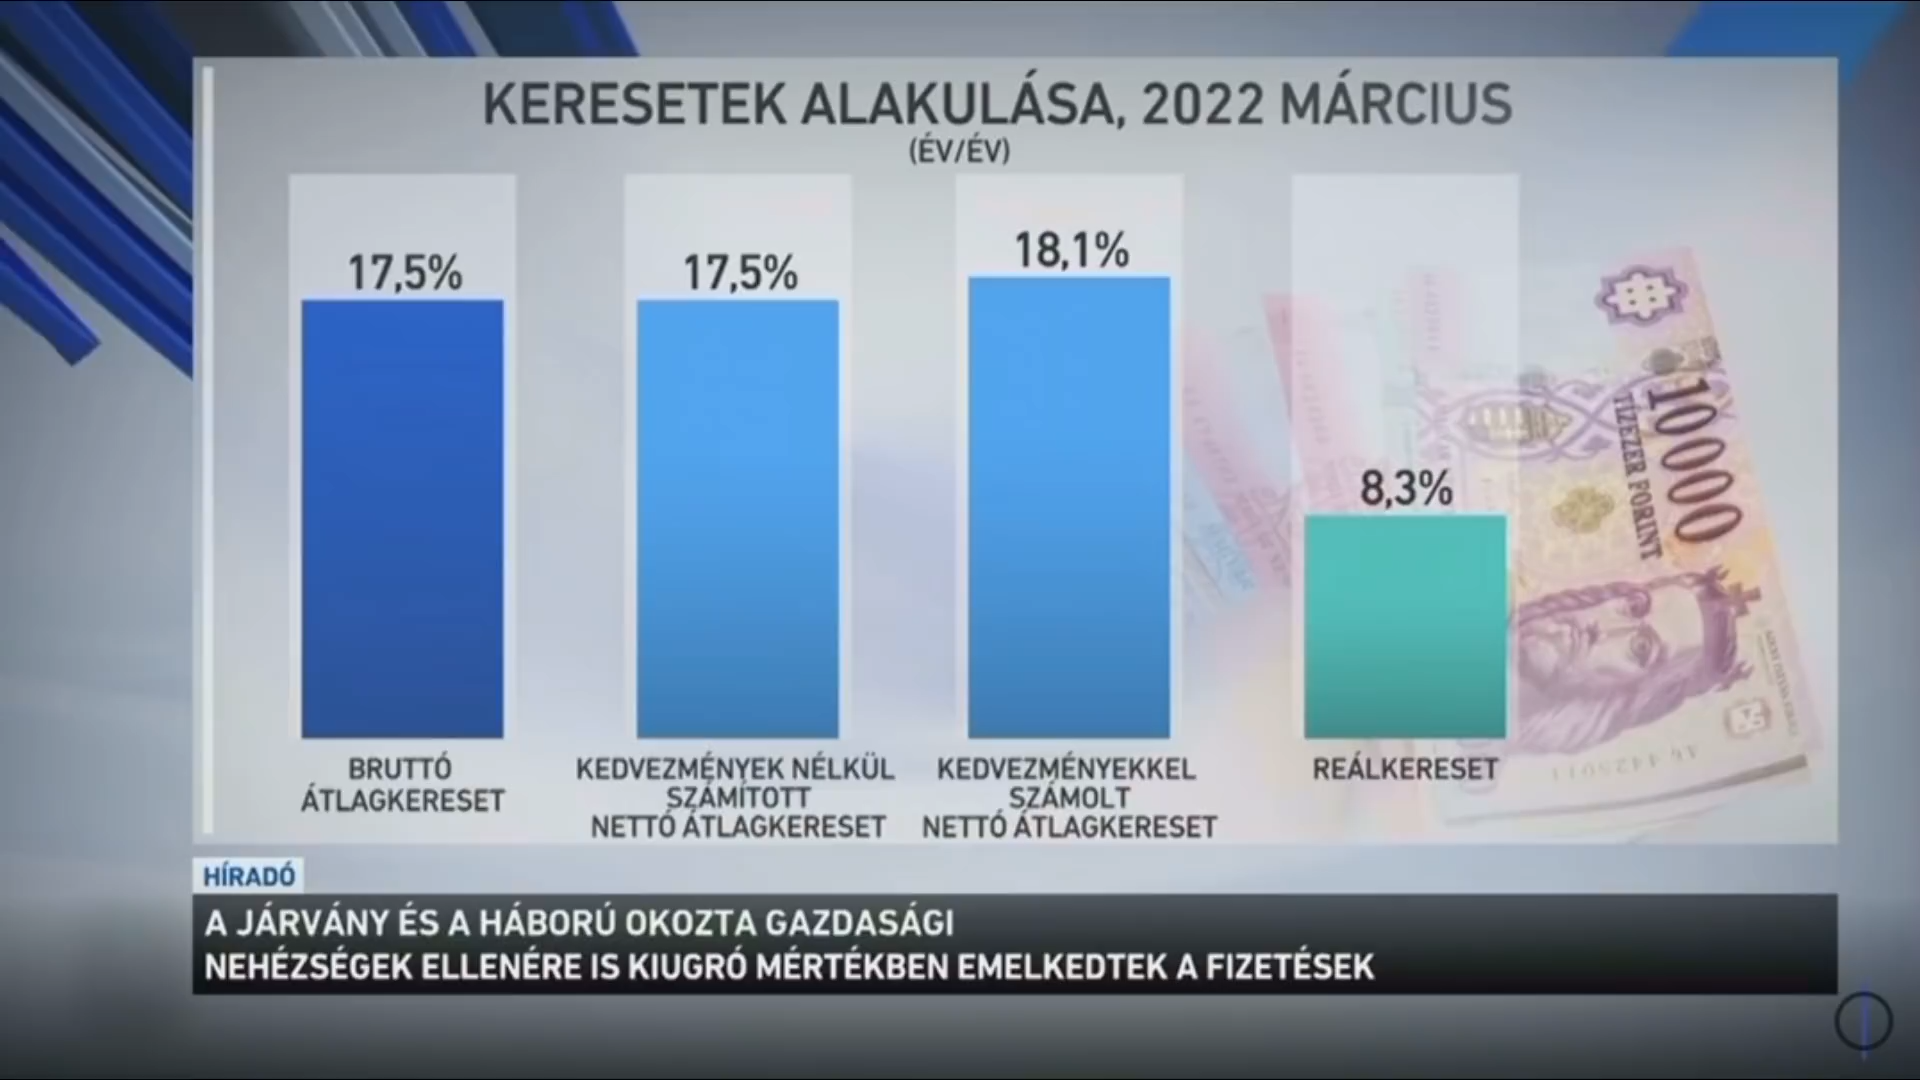 KERESETEK ALAKULÁSA, 2022 MÁRCIUS
(ÉV/ÉV)
17,5%
17,5%
18,1%
8,3%
BRUTTÓ
ÁTLAGKERESET
KEDVEZMÉNYEK NÉLKÜL
SZÁMÍTOTT
NETTÓ ÁTLAGKERESET
KEDVEZMÉNYEKKEL
SZÁMOLT
NETTÓ ÁTLAGKERESET
REÁLKERESET
10000
TÍZEZER FORINT
HÍRADÓ
A JÁRVÁNY ÉS A HÁBORÚ OKOZTA GAZDASÁGI
NEHÉZSÉGEK ELLENÉRE IS KIUGRÓ MÉRTÉKBEN EMELKEDTEK A FIZETÉSEK